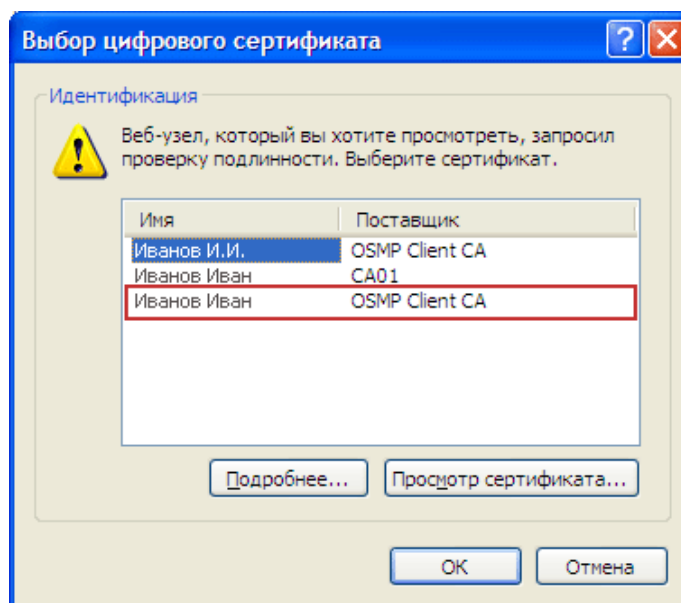 Выбор цифрового сертификата
Идентификация
Веб-узел, который вы хотите просмотреть, запросил
проверку подлинности. Выберите сертификат.
Имя Поставщик
Иванов И.И. OSMP Client CA
Иванов Иван CA01
Иванов Иван OSMP Client CA
Подробнее... Просмотр сертификата...
ОК Отмена